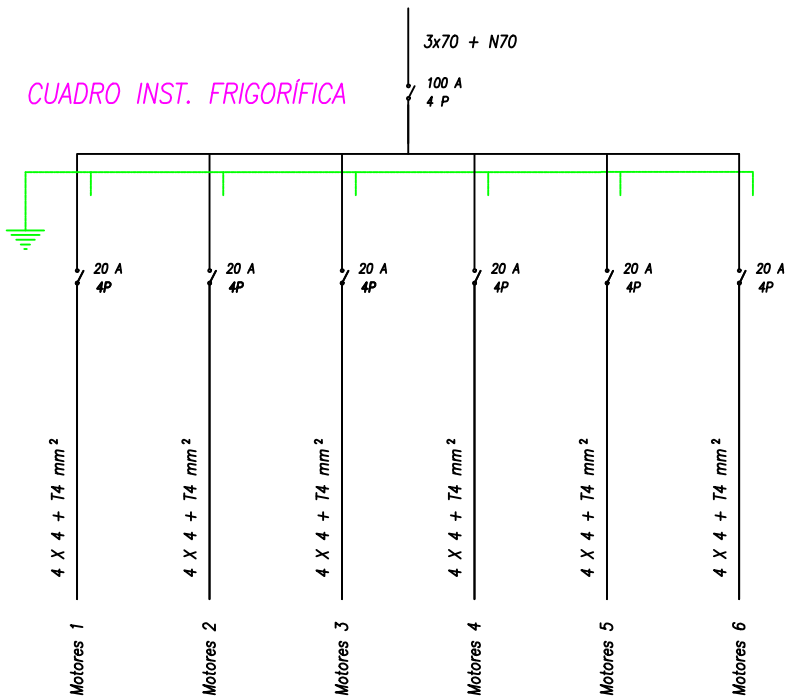 3x70 + N70
CUADRO INST. FRIGORÍFICA
100 A
4 P
20 A
4P
20 A
4P
20 A
4P
20 A
4P
20 A
4P
20 A
4P
4 X 4 + T4 mm²
4 X 4 + T4 mm²
4 X 4 + T4 mm²
4 X 4 + T4 mm²
4 X 4 + T4 mm²
4 X 4 + T4 mm²
Motores 1
Motores 2
Motores 3
Motores 4
Motores 5
Motores 6